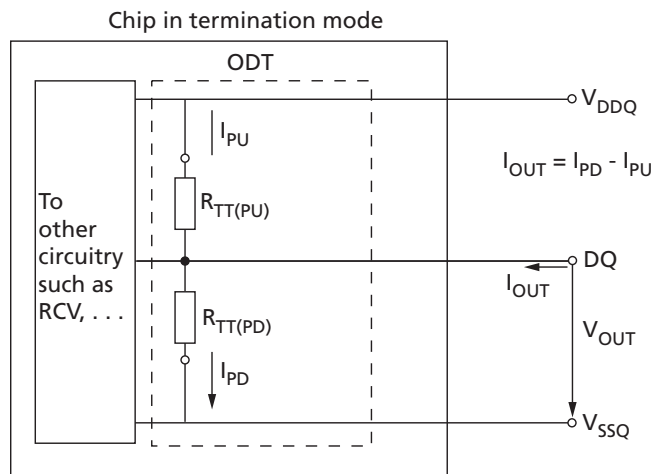 Chip in termination mode
ODT
V_DDQ
I_PU
I_OUT = I_PD - I_PU
R_TT(PU)
To
other
circuitry
such as
RCV, . . .
DQ
I_OUT
R_TT(PD)
V_OUT
I_PD
V_SSQ